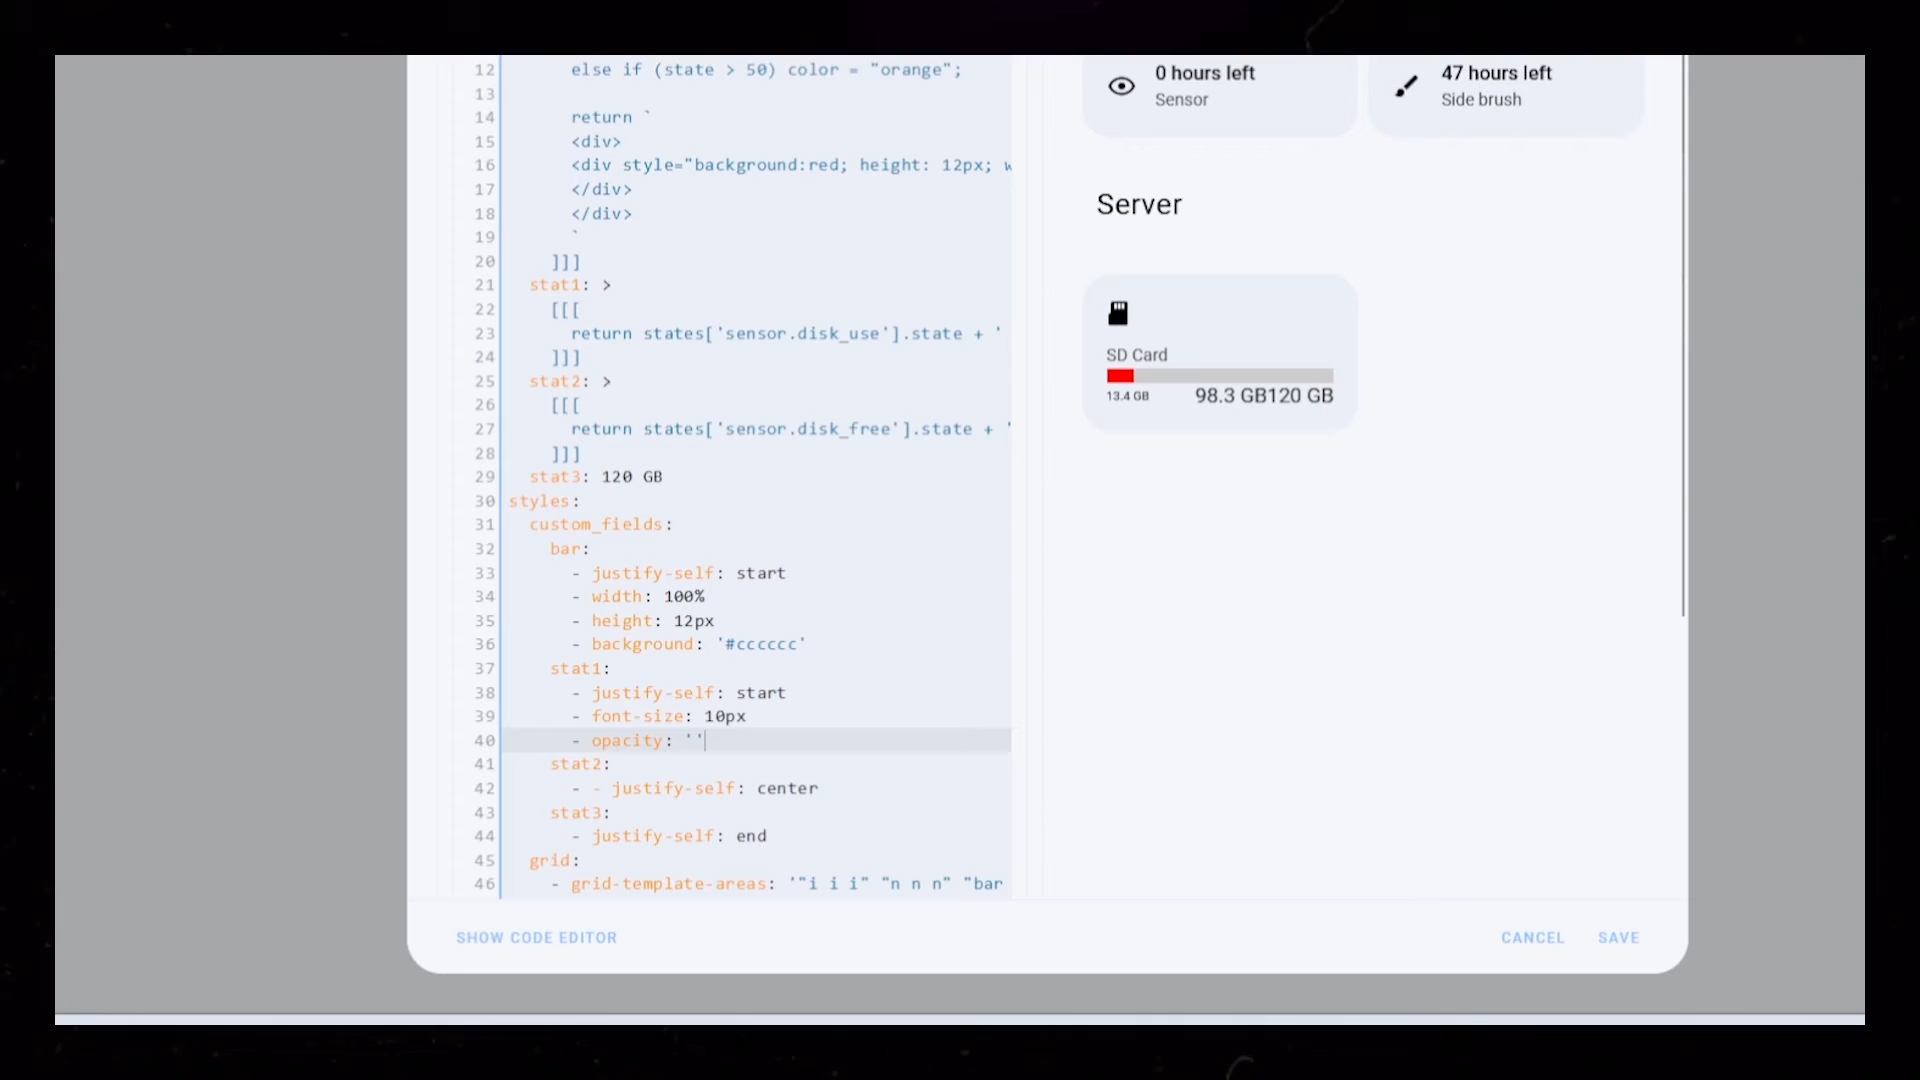 12 else if (state > 50) color = "orange";
13
14 return `
15 <div>
16 <div style="background:red; height: 12px; w
17 </div>
18 </div>
19 `
20 ]]]
21 stat1: >
22 [[[
23 return states['sensor.disk_use'].state + '
24 ]]]
25 stat2: >
26 [[[
27 return states['sensor.disk_free'].state + '
28 ]]]
29 stat3: 120 GB
30 styles:
31 custom_fields:
32 bar:
33 - justify-self: start
34 - width: 100%
35 - height: 12px
36 - background: '#cccccc'
37 stat1:
38 - justify-self: start
39 - font-size: 10px
40 - opacity: ''
41 stat2:
42 - - justify-self: center
43 stat3:
44 - justify-self: end
45 grid:
46 - grid-template-areas: '"i i i" "n n n" "bar
SHOW CODE EDITOR
0 hours left
Sensor
47 hours left
Side brush
Server
SD Card
13.4 GB 98.3 GB120 GB
CANCEL
SAVE